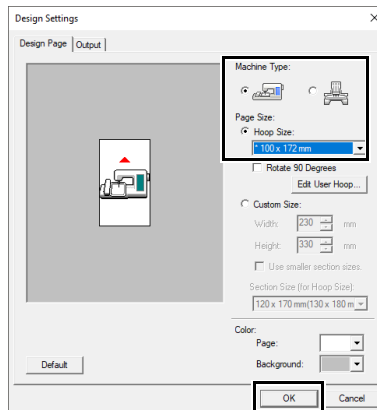 Design Settings
Design Page Output
Machine Type:
Page Size:
Hoop Size:
* 100 x 172 mm
Rotate 90 Degrees
Edit User Hoop...
Custom Size:
Width: 230 mm
Height: 330 mm
Use smaller section sizes.
Section Size (for Hoop Size):
120 x 170 mm(130 x 180 m
Color:
Page:
Background:
Default
OK Cancel